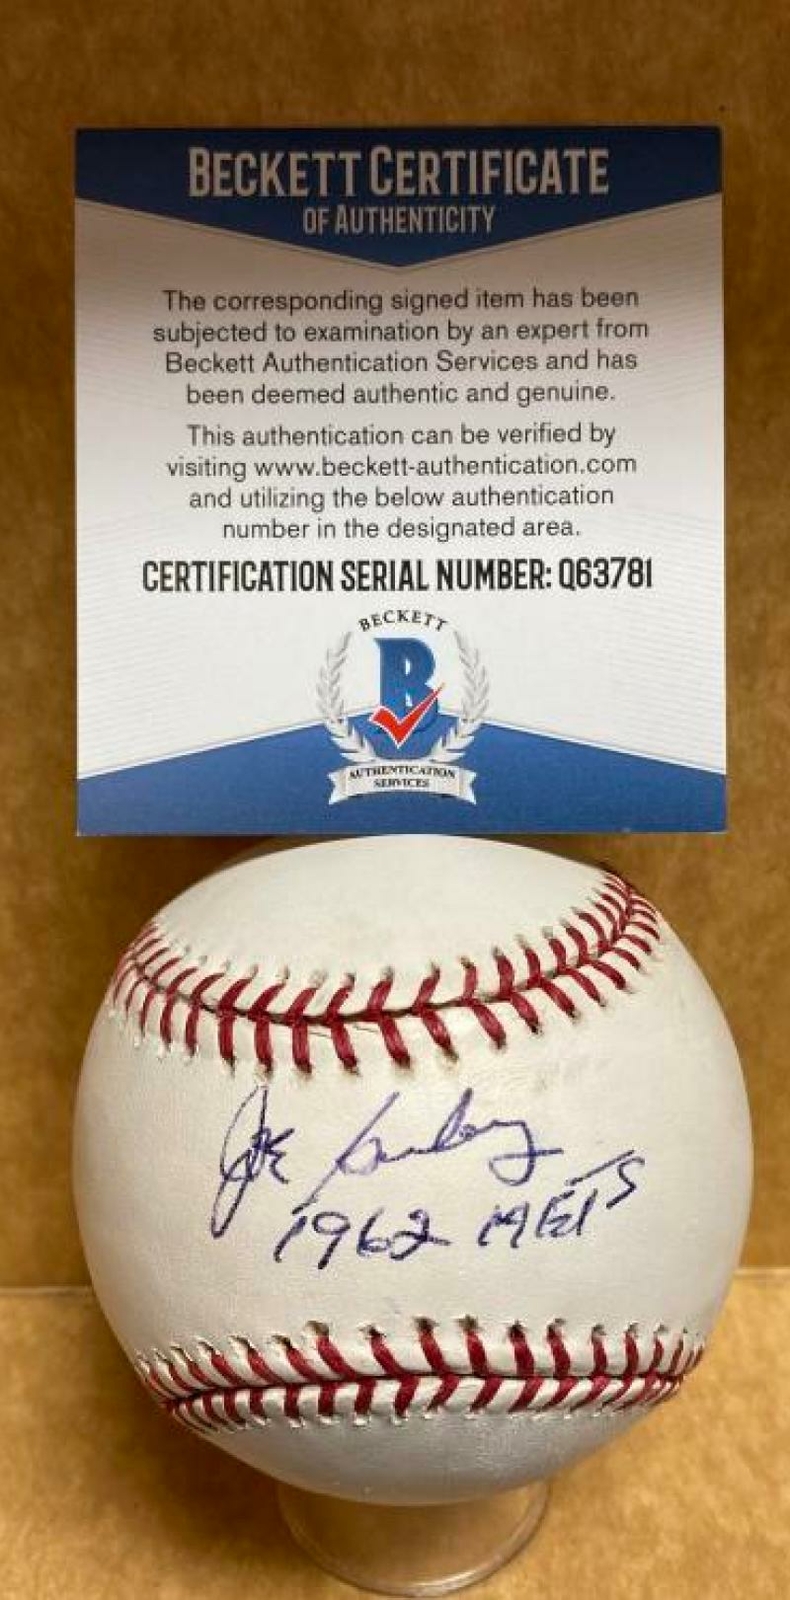 BECKETT CERTIFICATE
OF AUTHENTICITY
The corresponding signed item has been
subjected to examination by an expert from
Beckett Authentication Services and has
been deemed authentic and genuine.
This authentication can be verified by
visiting www.beckett-authentication.com
and utilizing the below authentication
number in the designated area.
CERTIFICATION SERIAL NUMBER: Q63781
BECKETT
B
AUTHENTICATION
SERVICES
Joe
1962 METS